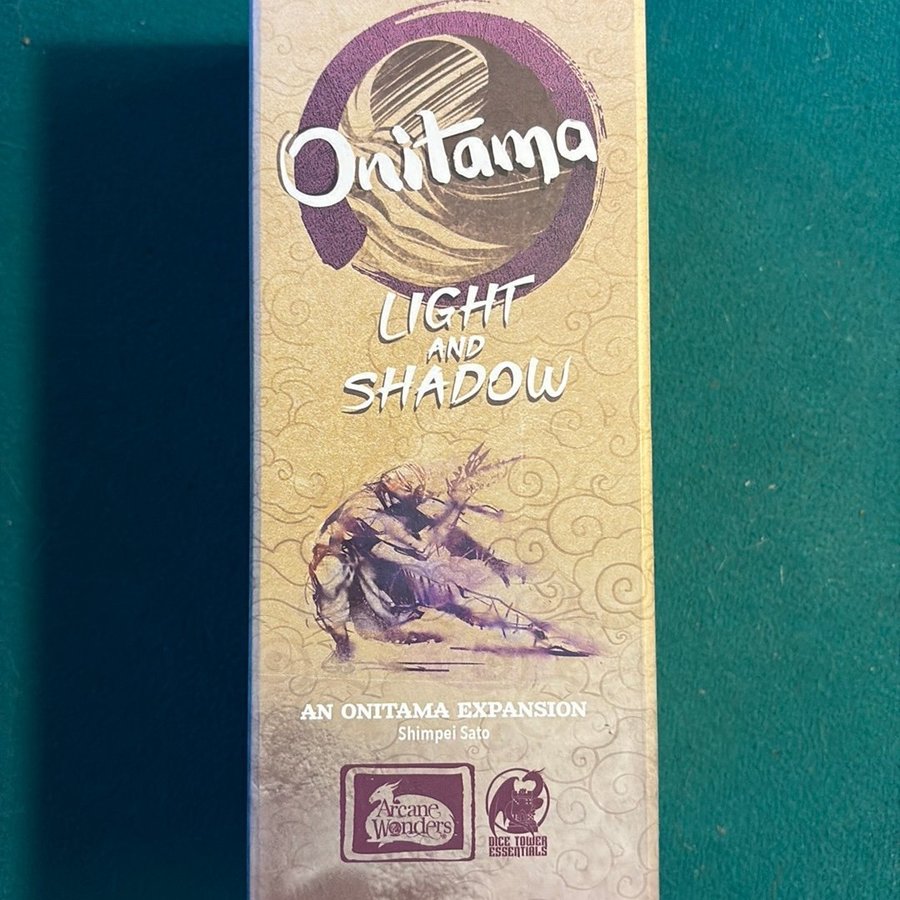 Onitama
LIGHT
AND
SHADOW
AN ONITAMA EXPANSION
Shimpei Sato
Arcane
Wonders
DICE TOWER
ESSENTIALS